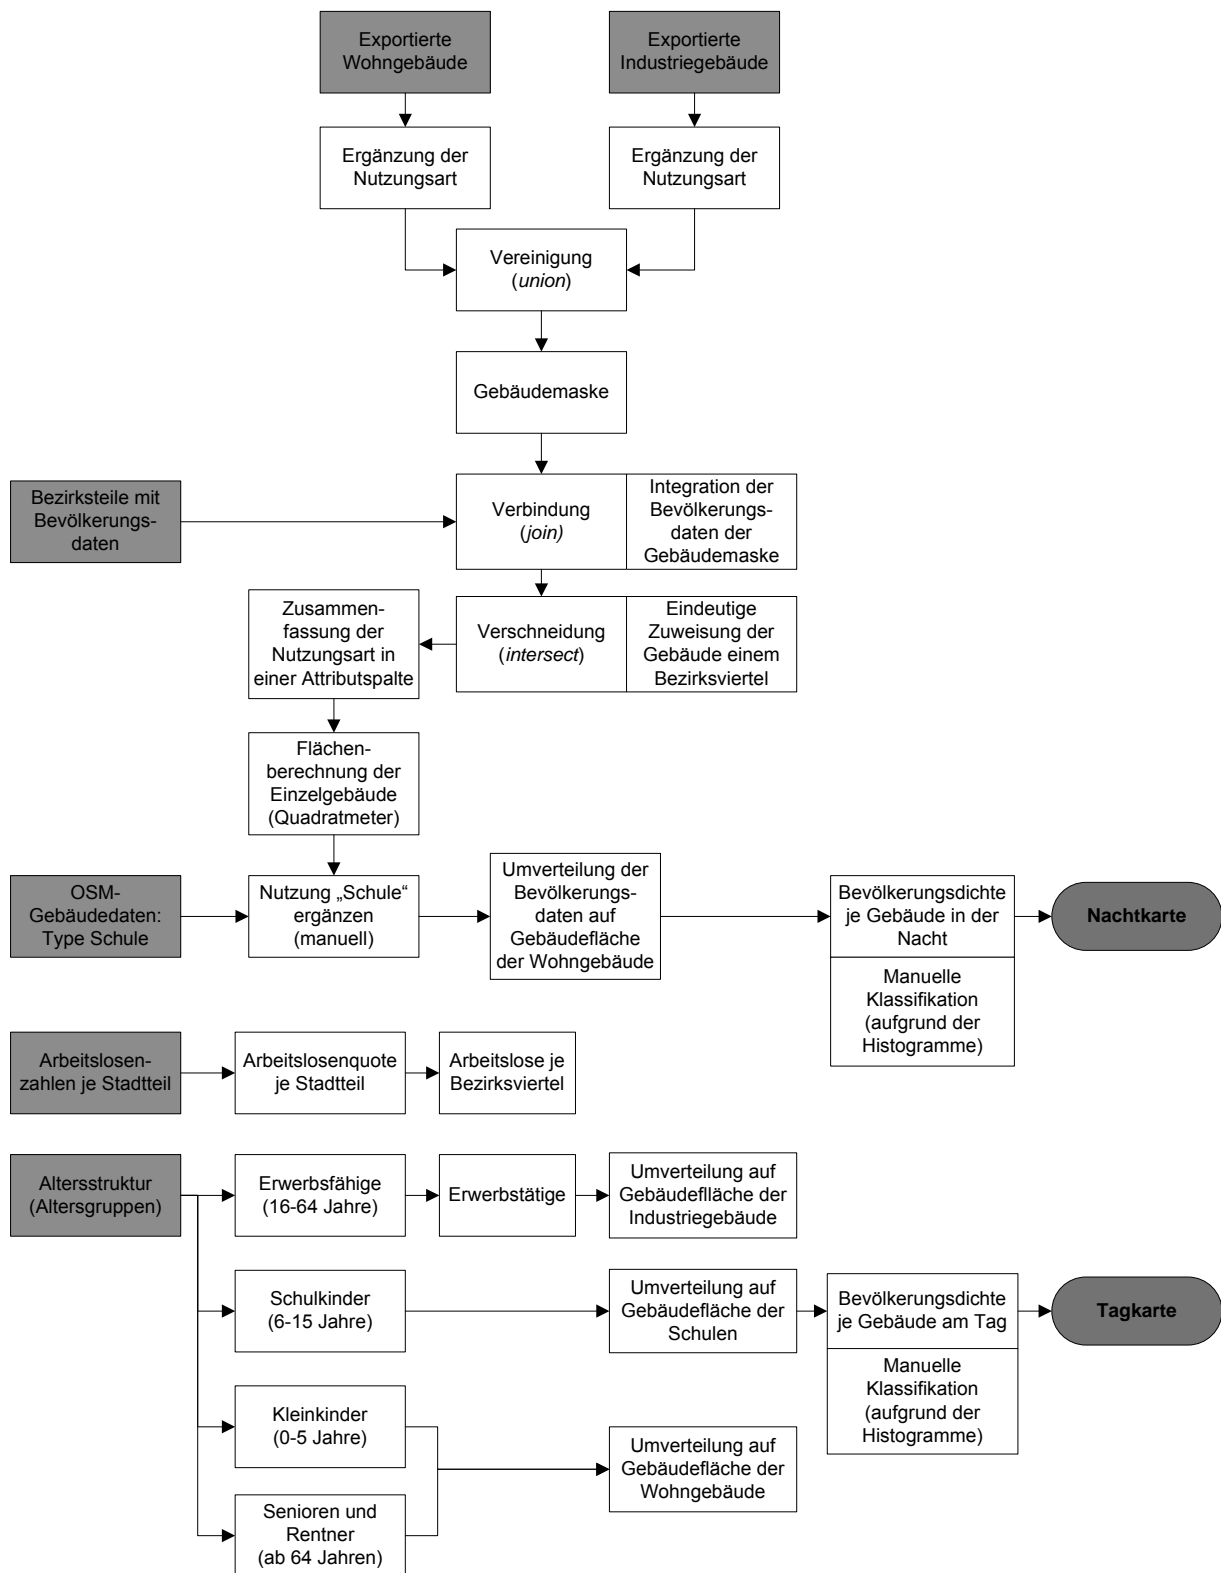 Exportierte
Wohngebäude
Exportierte
Industriegebäude
Ergänzung der
Nutzungsart
Ergänzung der
Nutzungsart
Vereinigung
(union)
Gebäudemaske
Bezirksteile mit
Bevölkerungs-
daten
Verbindung
(join)
Integration der
Bevölkerungs-
daten der
Gebäudemaske
Zusammen-
fassung der
Nutzungsart in
einer Attributspalte
Verschneidung
(intersect)
Eindeutige
Zuweisung der
Gebäude einem
Bezirksviertel
Flächen-
berechnung der
Einzelgebäude
(Quadratmeter)
OSM-
Gebäudedaten:
Type Schule
Nutzung „Schule“
ergänzen
(manuell)
Umverteilung der
Bevölkerungs-
daten auf
Gebäudefläche
der Wohngebäude
Bevölkerungsdichte
je Gebäude in der
Nacht
Manuelle
Klassifikation
(aufgrund der
Histogramme)
Nachtkarte
Arbeitslosen-
zahlen je Stadtteil
Arbeitslosenquote
je Stadtteil
Arbeitslose je
Bezirksviertel
Altersstruktur
(Altersgruppen)
Erwerbsfähige
(16-64 Jahre)
Erwerbstätige
Umverteilung auf
Gebäudeflläche der
Industriegebäude
Schulkinder
(6-15 Jahre)
Umverteilung auf
Gebäudefläche der
Schulen
Bevölkerungsdichte
je Gebäude am Tag
Manuelle
Klassifikation
(aufgrund der
Histogramme)
Tagkarte
Kleinkinder
(0-5 Jahre)
Umverteilung auf
Gebäudefläche der
Wohngebäude
Senioren und
Rentner
(ab 64 Jahren)